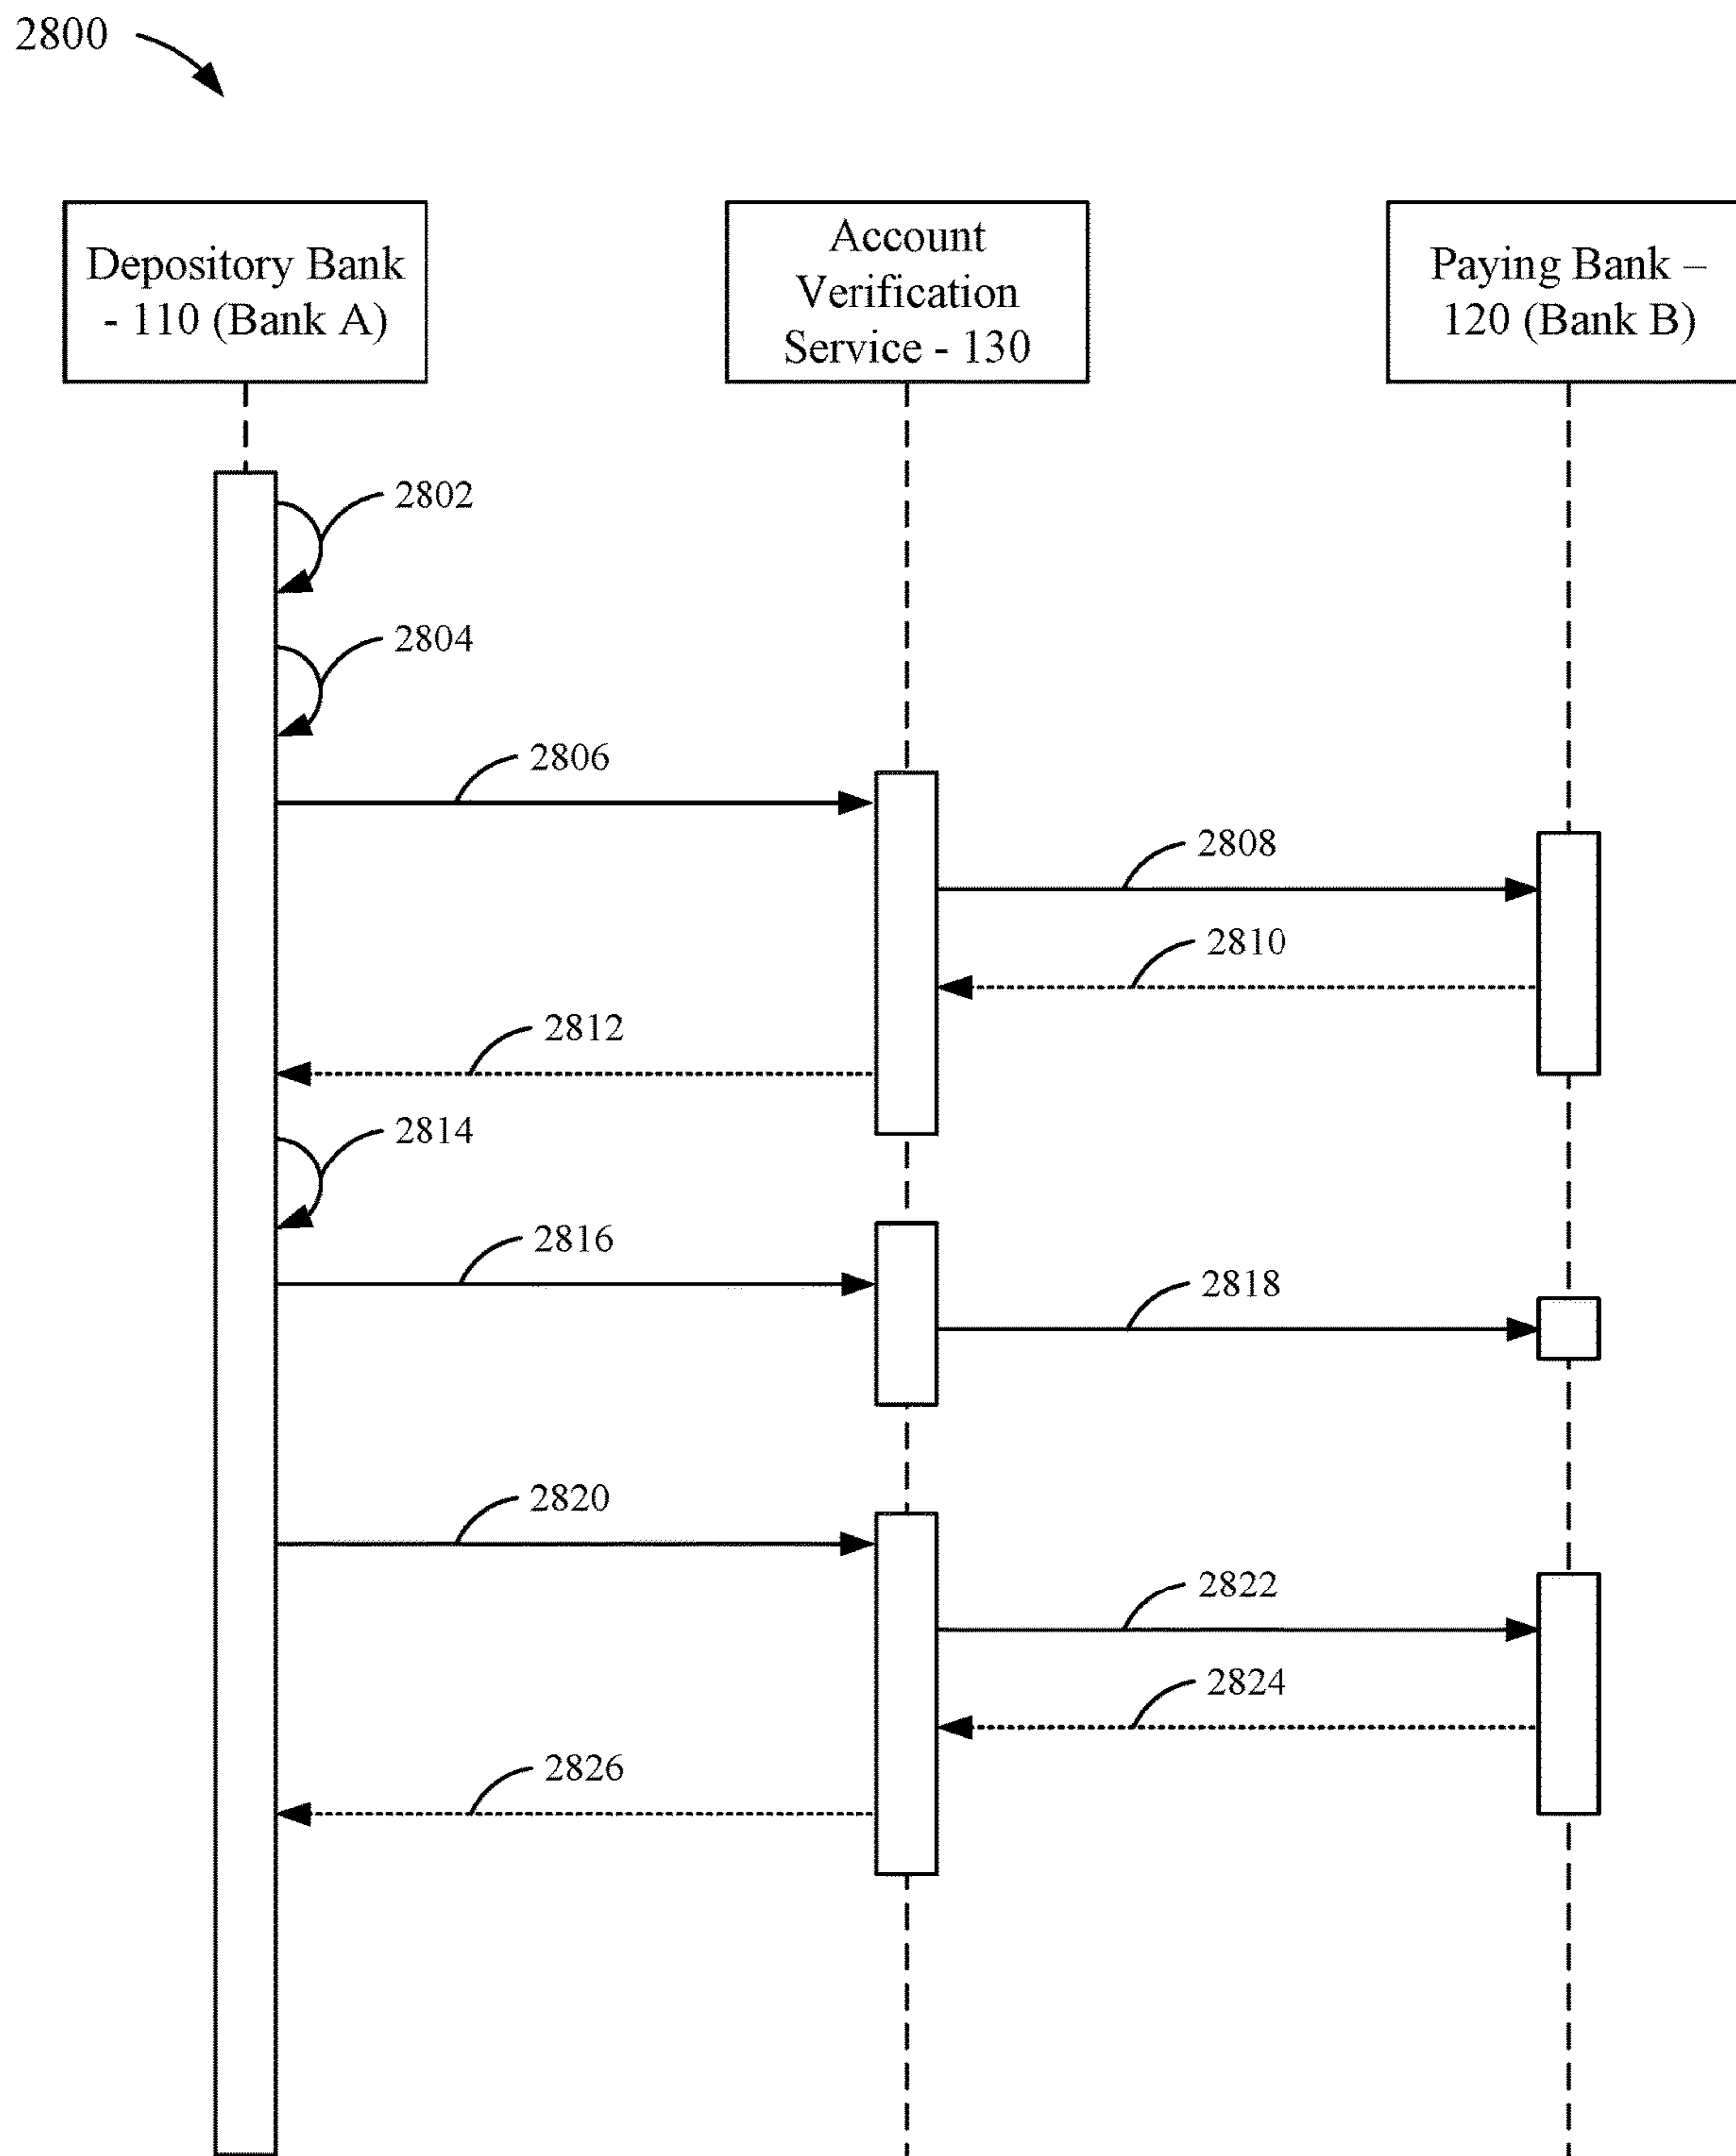 2800
Depository Bank
- 110 (Bank A)
Account
Verification
Service - 130
Paying Bank –
120 (Bank B)
2802
2804
2806
2808
2810
2812
2814
2816
2818
2820
2822
2824
2826